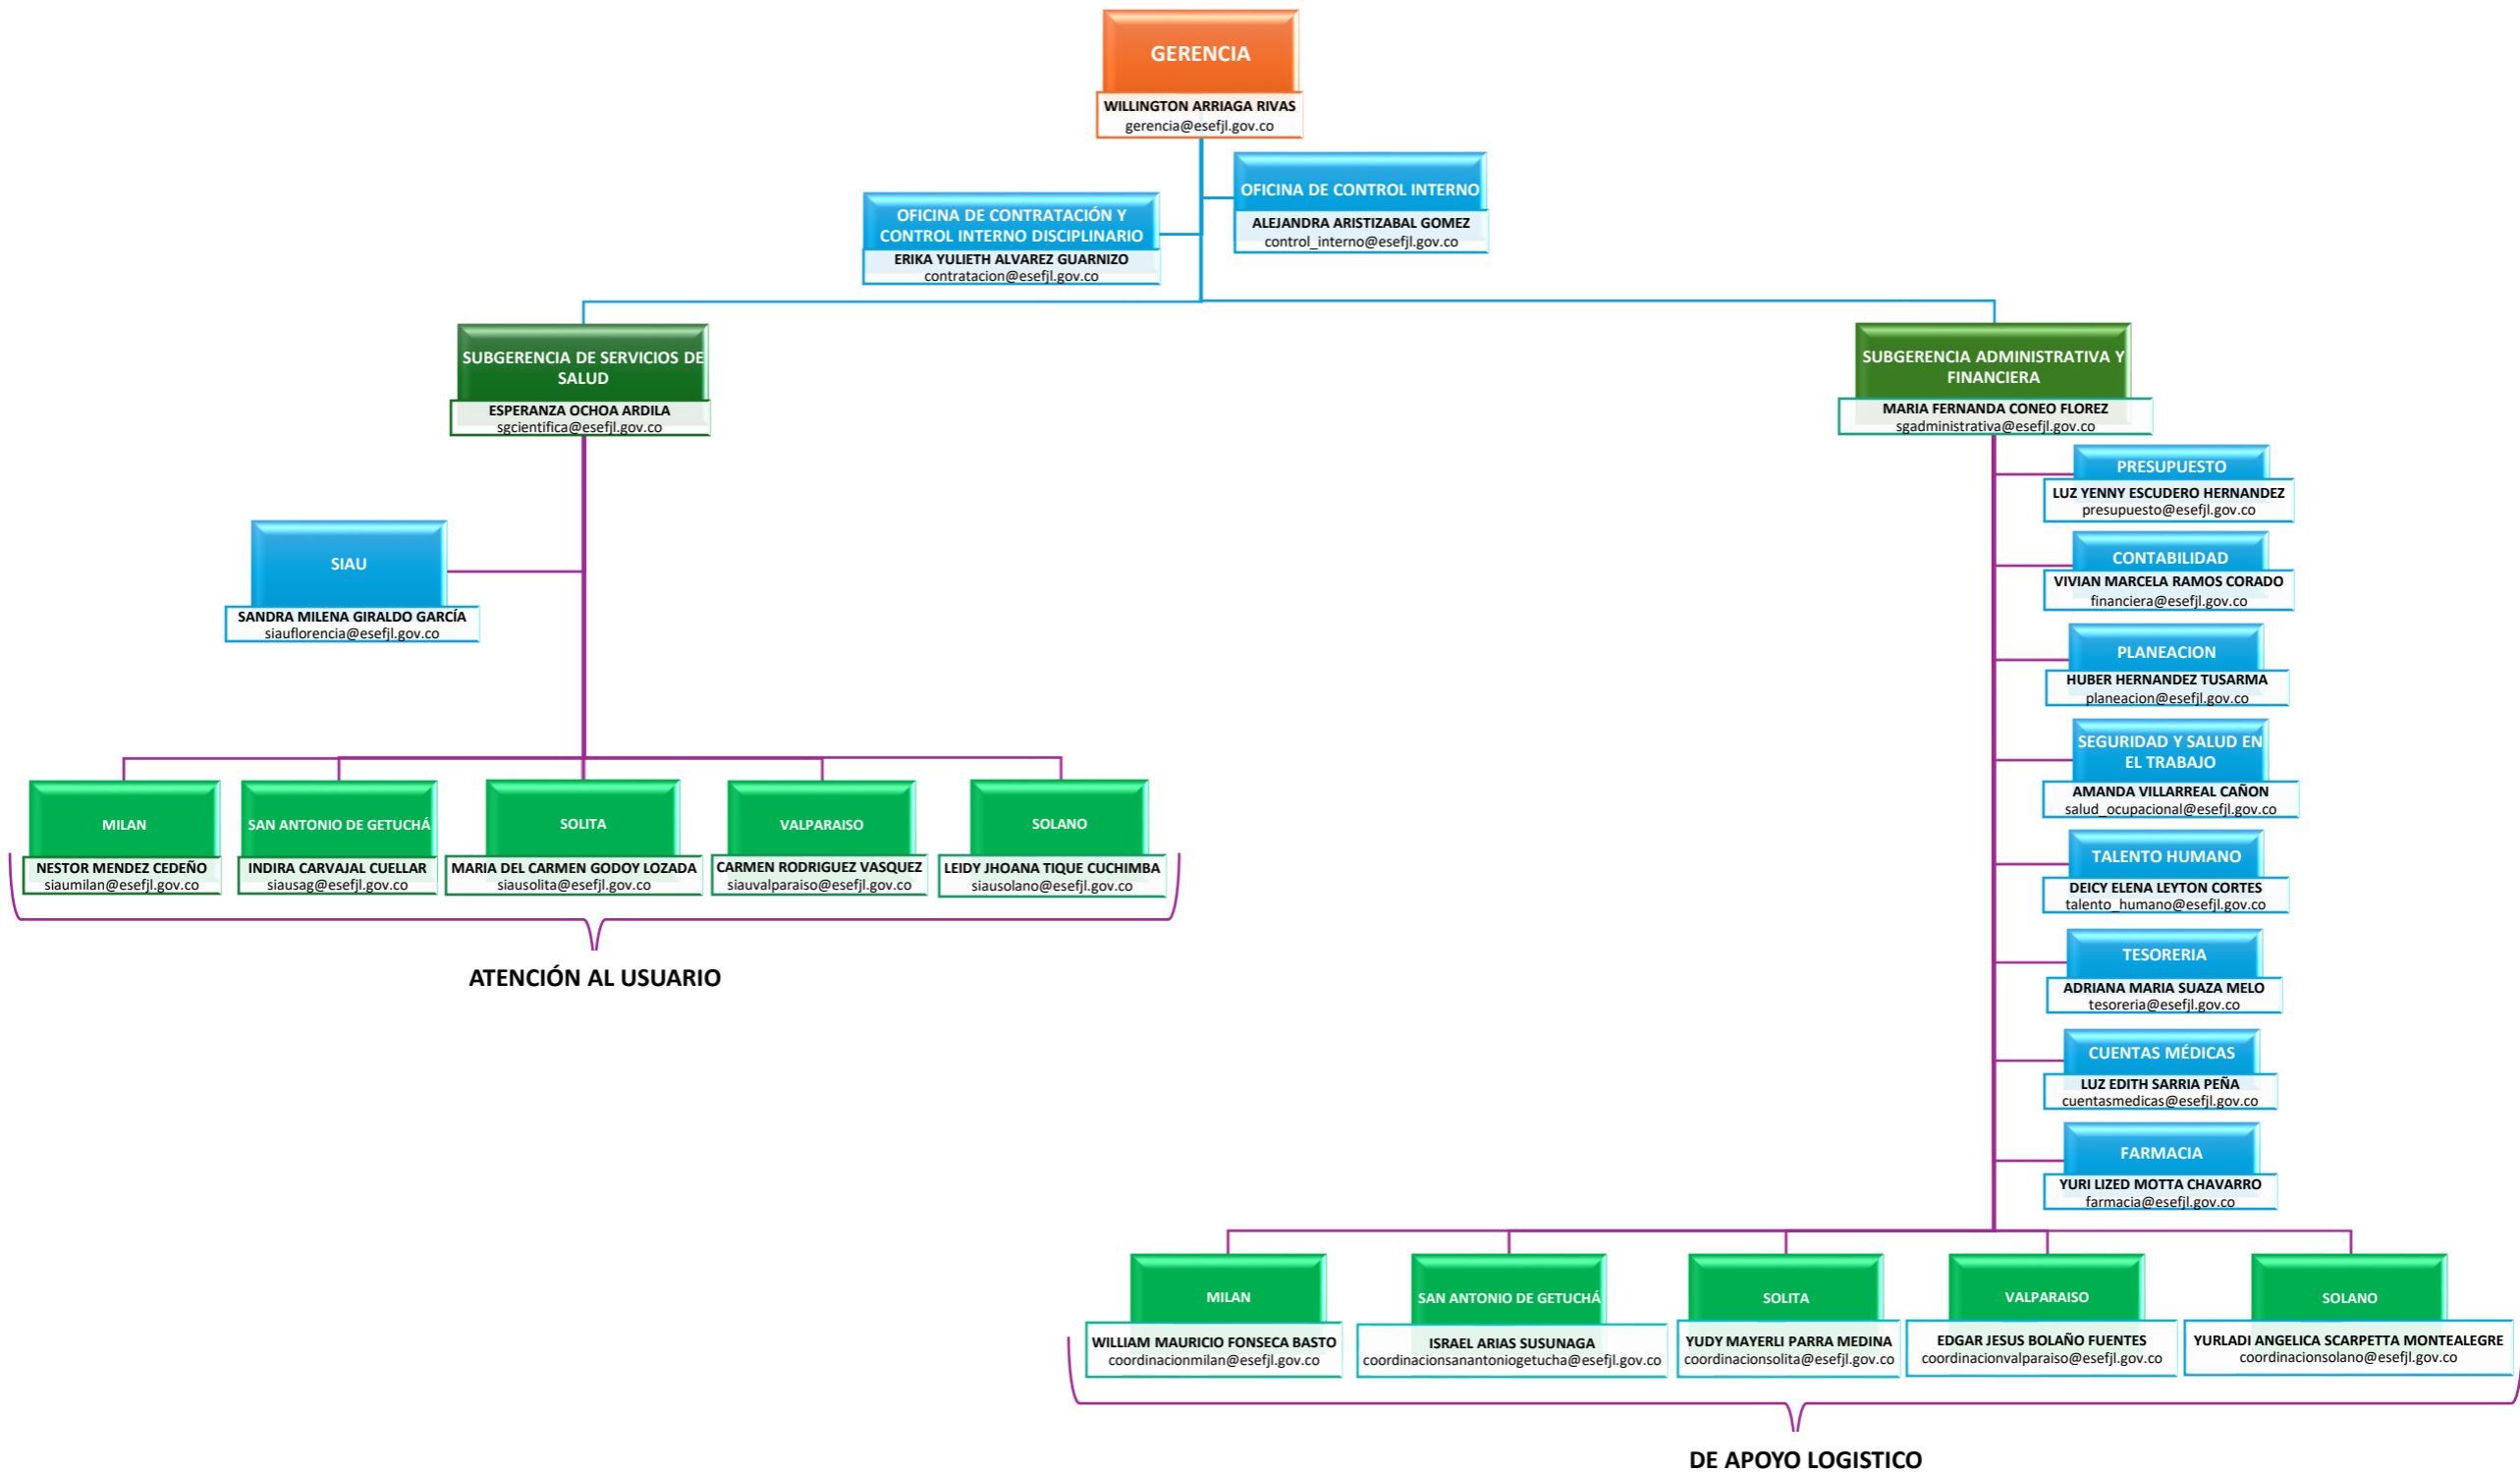 GERENCIA
WILLINGTON ARRIAGA RIVAS
gerencia@esefjl.gov.co
OFICINA DE CONTROL INTERNO
ALEJANDRA ARISTIZABAL GOMEZ
control_interno@esefjl.gov.co
OFICINA DE CONTRATACIÓN Y
CONTROL INTERNO DISCIPLINARIO
ERIKA YULIETH ALVAREZ GUARNIZO
contratacion@esefjl.gov.co
SUBGERENCIA DE SERVICIOS DE
SALUD
ESPERANZA OCHOA ARDILA
sgcientifica@esefjl.gov.co
SUBGERENCIA ADMINISTRATIVA Y
FINANCIERA
MARIA FERNANDA CONEO FLOREZ
sgadministrativa@esefjl.gov.co
SIAU
SANDRA MILENA GIRALDO GARCÍA
siauflorencia@esefjl.gov.co
MILAN
NESTOR MENDEZ CEDEÑO
siaumilan@esefjl.gov.co
SAN ANTONIO DE GETUCHÁ
INDIRA CARVAJAL CUELLAR
siausag@esefjl.gov.co
SOLITA
MARIA DEL CARMEN GODOY LOZADA
siausolita@esefjl.gov.co
VALPARAISO
CARMEN RODRIGUEZ VASQUEZ
siauvalparaiso@esefjl.gov.co
SOLANO
LEIDY JHOANA TIQUE CUCHIMBA
siausolano@esefjl.gov.co
ATENCIÓN AL USUARIO
PRESUPUESTO
LUZ YENNY ESCUDERO HERNANDEZ
presupuesto@esefjl.gov.co
CONTABILIDAD
VIVIAN MARCELA RAMOS CORADO
financiera@esefjl.gov.co
PLANEACION
HUBER HERNANDEZ TUSARMA
planeacion@esefjl.gov.co
SEGURIDAD Y SALUD EN
EL TRABAJO
AMANDA VILLARREAL CAÑON
salud_ocupacional@esefjl.gov.co
TALENTO HUMANO
DEICY ELENA LEYTON CORTES
talento_humano@esefjl.gov.co
TESORERIA
ADRIANA MARIA SUAZA MELO
tesoreria@esefjl.gov.co
CUENTAS MÉDICAS
LUZ EDITH SARRIA PEÑA
cuentasmedicas@esefjl.gov.co
FARMACIA
YURI LIZED MOTTA CHAVARRO
farmacia@esefjl.gov.co
MILAN
WILLIAM MAURICIO FONSECA BASTO
coordinacionmilan@esefjl.gov.co
SAN ANTONIO DE GETUCHÁ
ISRAEL ARIAS SUSUNAGA
coordinacionsanantoniogetucha@esefjl.gov.co
SOLITA
YUDY MAYERLI PARRA MEDINA
coordinacionsolita@esefjl.gov.co
VALPARAISO
EDGAR JESUS BOLAÑO FUENTES
coordinacionvalparaiso@esefjl.gov.co
SOLANO
YURLADI ANGELICA SCARPETTA MONTEALEGRE
coordinacionsolano@esefjl.gov.co
DE APOYO LOGISTICO